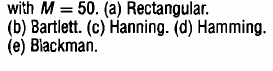 with M = 50. (a) Rectangular.
(b) Bartlett. (c) Hanning. (d) Hamming.
(e) Blackman.